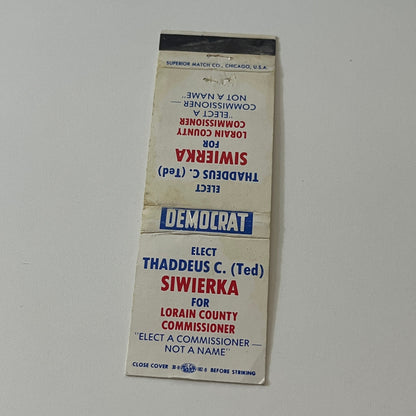 SUPERIOR MATCH CO., CHICAGO, U.S.A.
ELECT
THADDEUS C. (Ted)
SIWIERKA
FOR
LORAIN COUNTY
COMMISSIONER
"ELECT A
COMMISSIONER —
NOT A NAME"
DEMOCRAT
ELECT
THADDEUS C. (Ted)
SIWIERKA
FOR
LORAIN COUNTY
COMMISSIONER
"ELECT A COMMISSIONER —
NOT A NAME"
CLOSE COVER BEFORE STRIKING